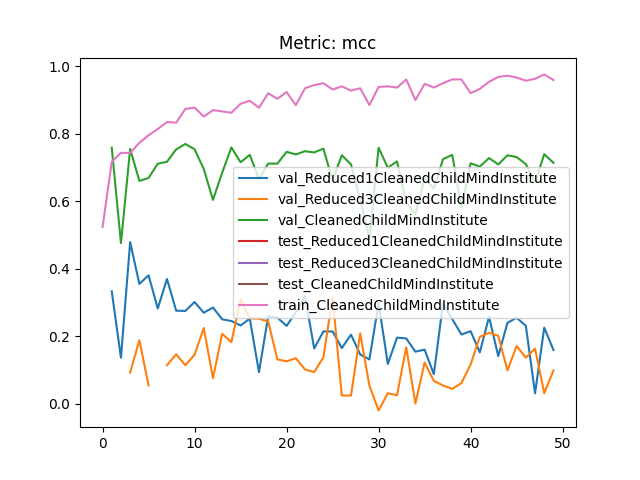 Metric: mcc
1.0
0.8
0.6
0.4
0.2
0.0
0
10
20
30
40
50
val_Reduced1CleanedChildMindInstitute
val_Reduced3CleanedChildMindInstitute
val_CleanedChildMindInstitute
test_Reduced1CleanedChildMindInstitute
test_Reduced3CleanedChildMindInstitute
test_CleanedChildMindInstitute
train_CleanedChildMindInstitute